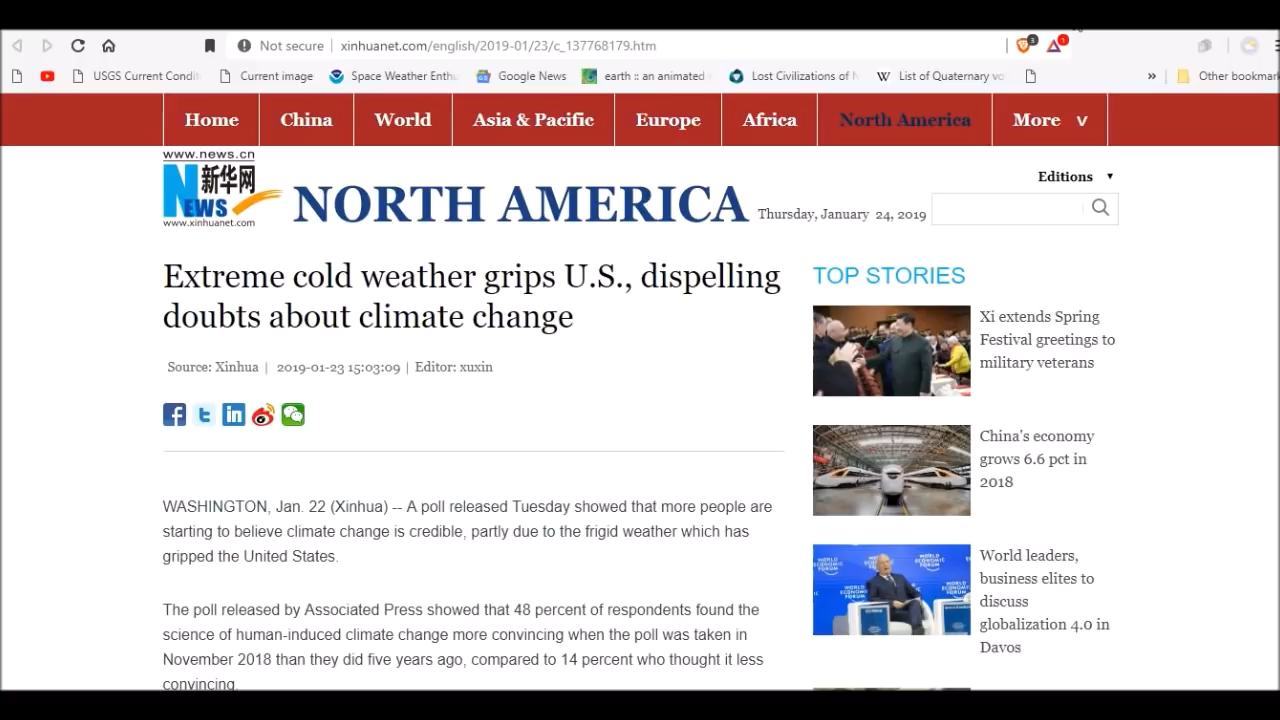 3
1
Not secure
xinhuanet.com/english/2019-01/23/c_137768179.htm
USGS Current Condit
Current image
Space Weather Enthu
Google News
earth :: an animated
Lost Civilizations of N
W
List of Quaternary vo
»
Other bookmark
Home
China
World
Asa & Pacific
Europe
Africa
North America
More v
www.news.cn
新华网
NEWS
www.xinhuanet.com
NORTH AMERICA
Thursday, January 24, 2019
Editions
Extreme cold weather grips U.S., dispelling
doubts about climate change
Source: Xinhua | 2019-01-23 15:03:09 | Editor: xuxin
WASHINGTON, Jan. 22 (Xinhua) -- A poll released Tuesday showed that more people are
starting to believe climate change is credible, partly due to the frigid weather which has
gripped the United States.
The poll released by Associated Press showed that 48 percent of respondents found the
science of human-induced climate change more convincing when the poll was taken in
November 2018 than they did five years ago, compared to 14 percent who thought it less
convincing.
TOP STORIES
Xi extends Spring
Festival greetings to
military veterans
China's economy
grows 6.6 pct in
2018
World leaders,
business elites to
discuss
globalization 4.0 in
Davos